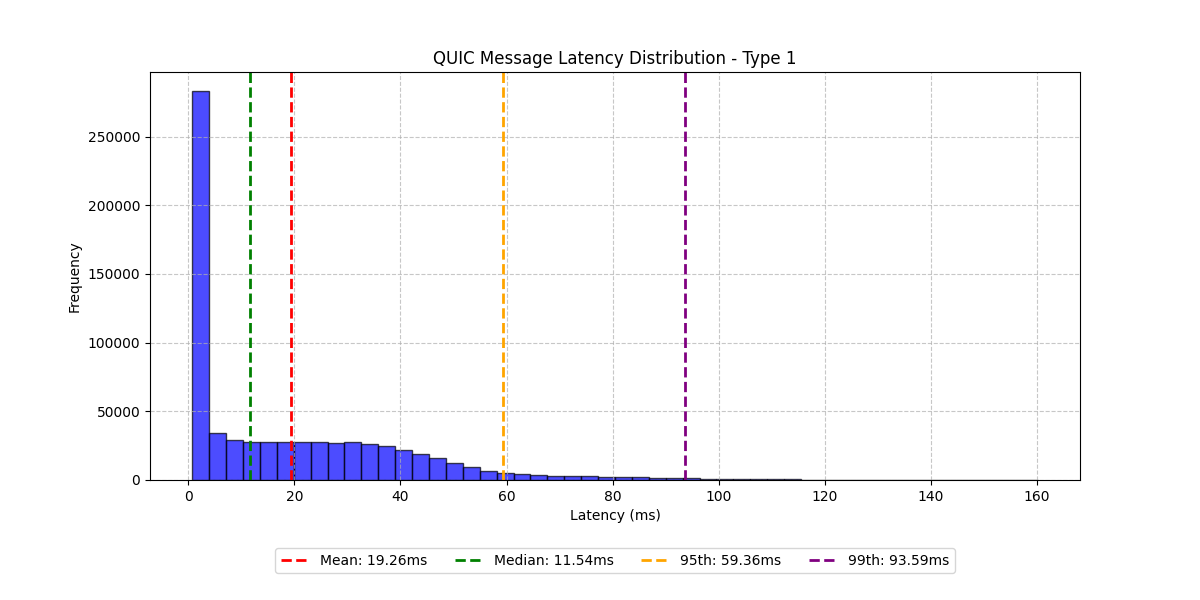 QUIC Message Latency Distribution - Type 1
Frequency
250000
200000
150000
100000
50000
0
0 20 40 60 80 100 120 140 160
Latency (ms)
Mean: 19.26ms Median: 11.54ms 95th: 59.36ms 99th: 93.59ms